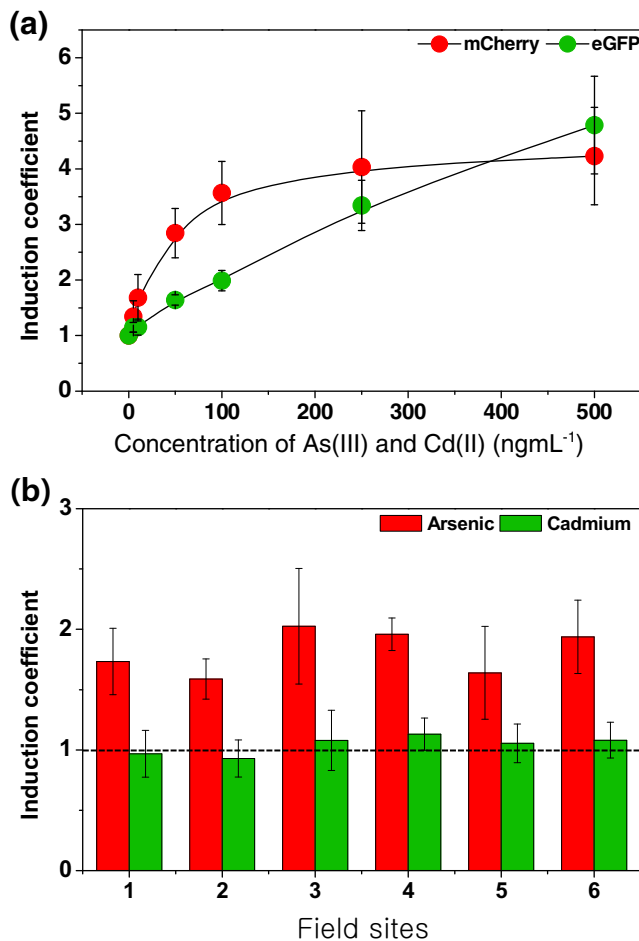 (a)
mCherry eGFP
6
5
4
3
2
1
0
Induction coefficient
0 100 200 300 400 500
Concentration of As(III) and Cd(II) (ngmL⁻¹)
(b)
Arsenic Cadmium
3
2
1
0
Induction coefficient
1 2 3 4 5 6
Field sites